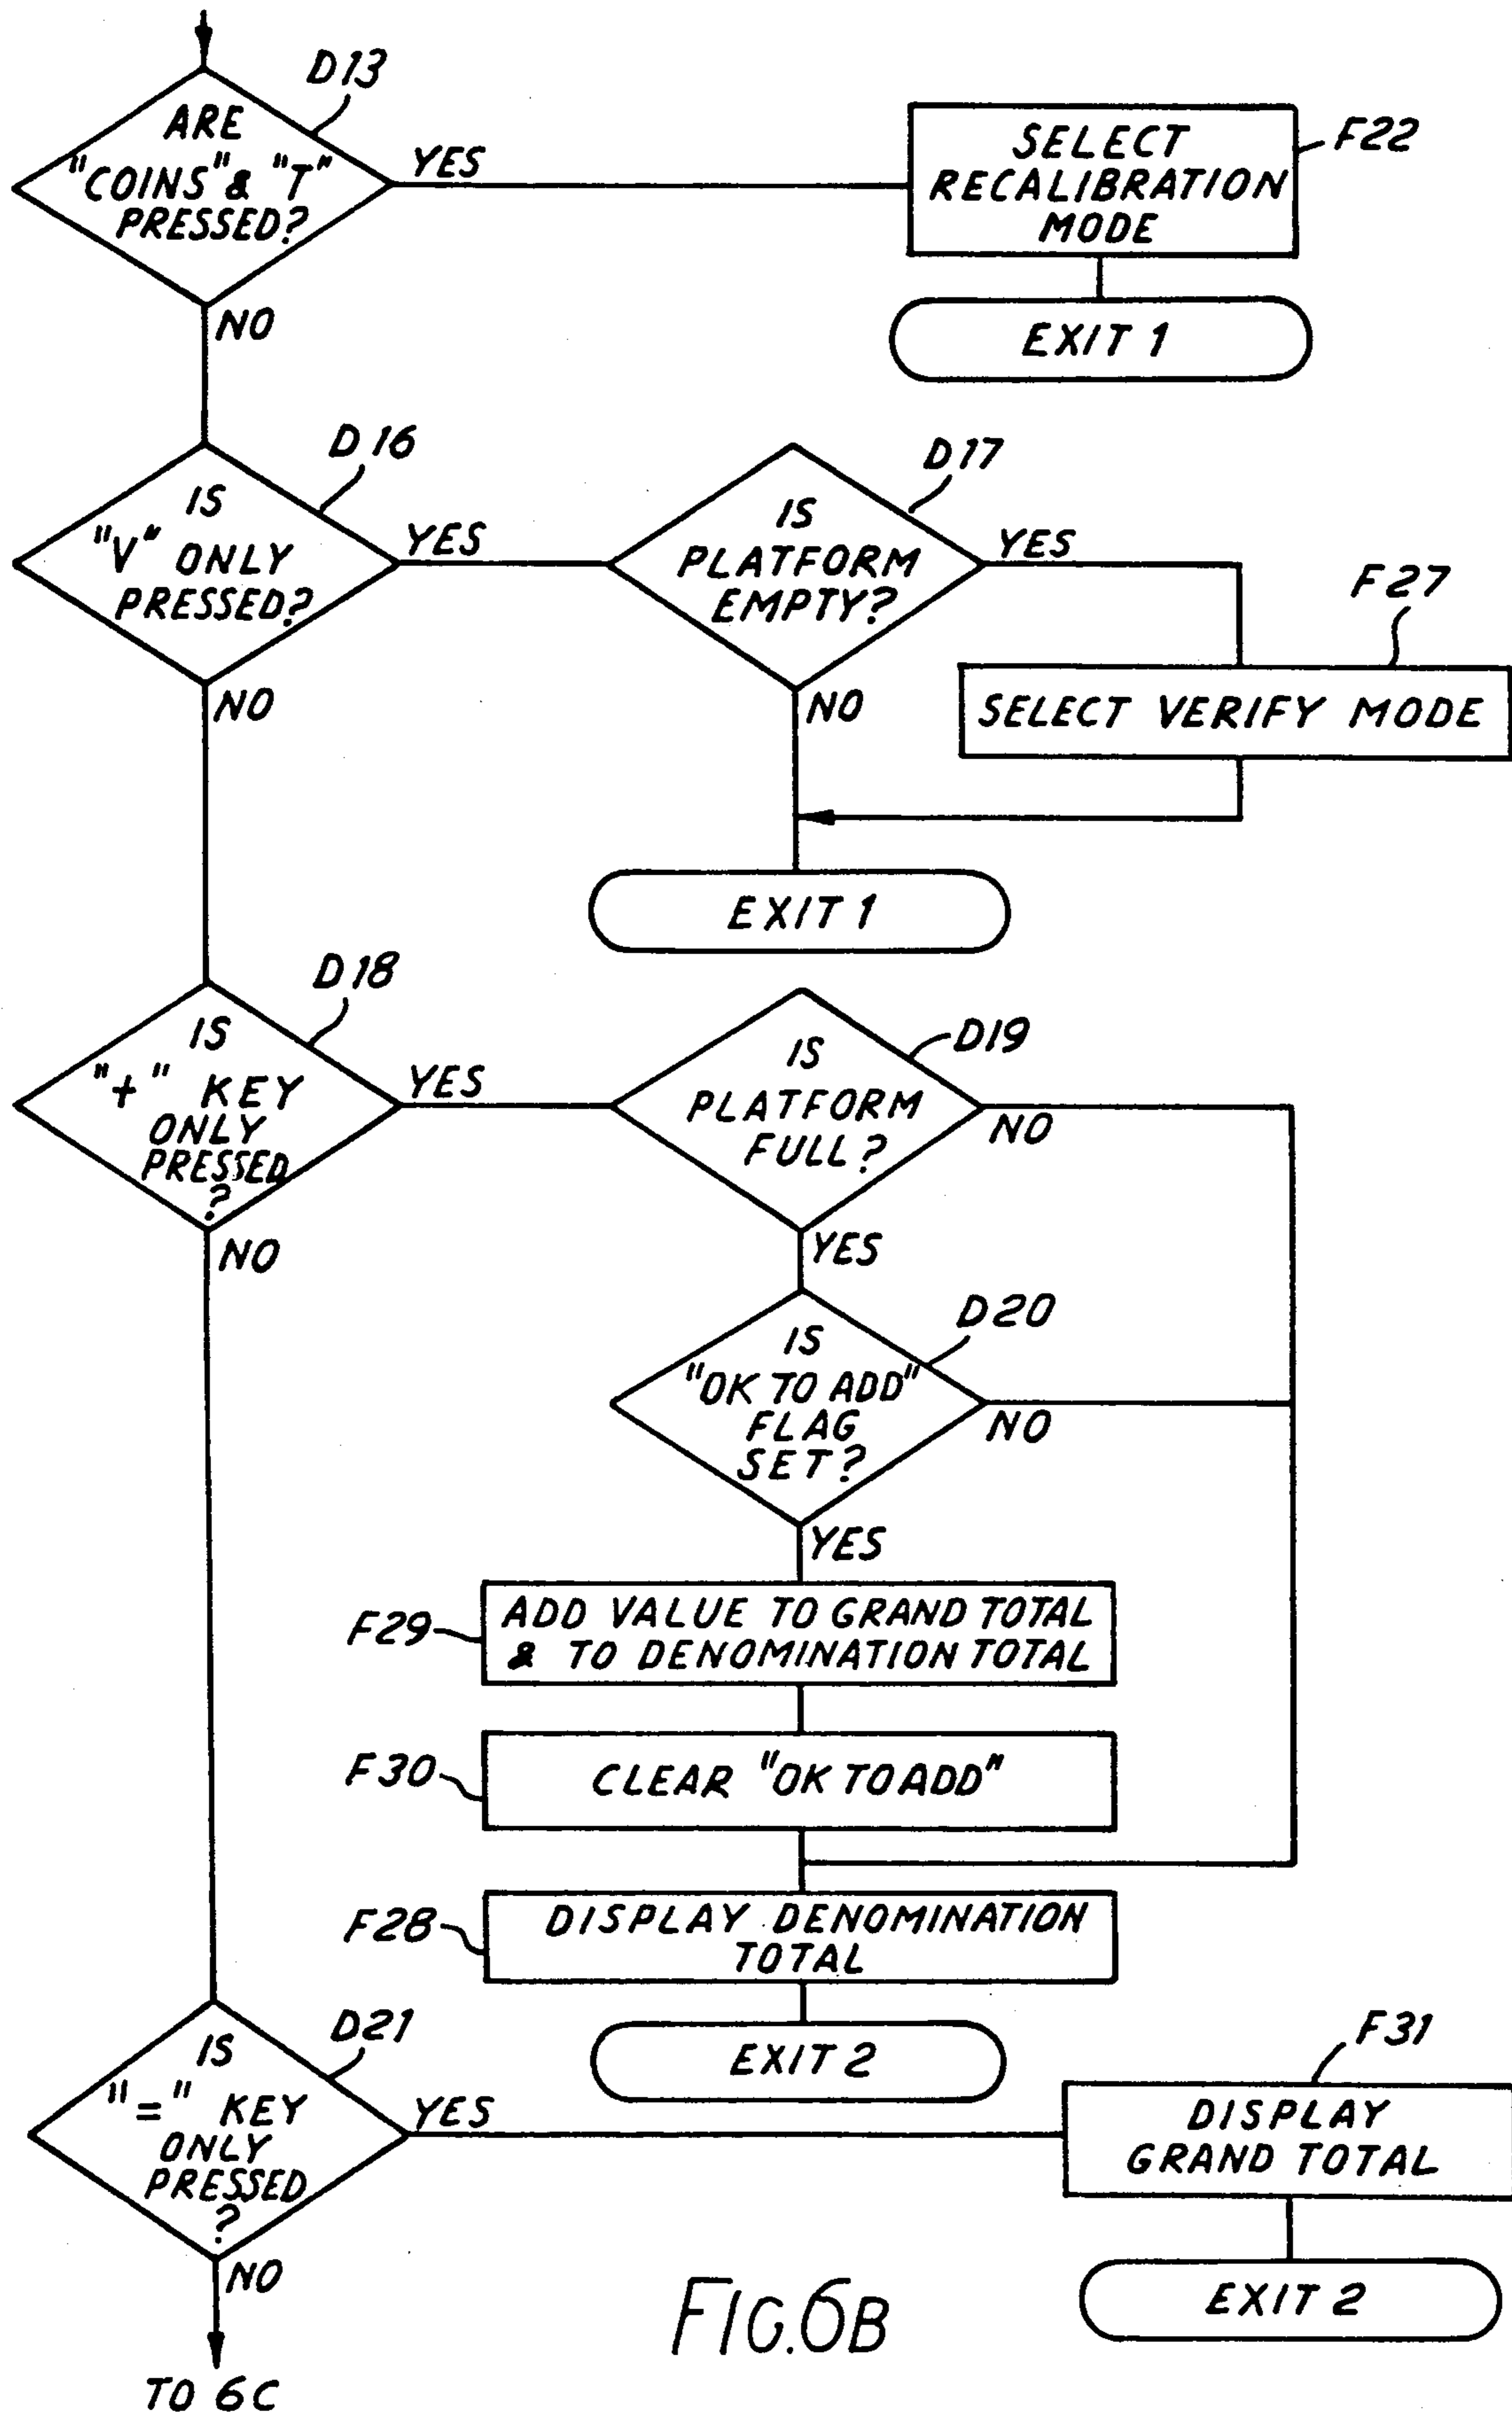 D13
ARE
"COINS" & "T"
PRESSED?
YES
NO
SELECT
RECALIBRATION
MODE
F22
EXIT 1
D16
IS
"V" ONLY
PRESSED?
YES
NO
D17
IS
PLATFORM
EMPTY?
YES
NO
F27
SELECT VERIFY MODE
EXIT 1
D18
IS
"+" KEY
ONLY
PRESSED
?
YES
NO
D19
IS
PLATFORM
FULL?
NO
YES
D20
IS
"OK TO ADD"
FLAG
SET?
NO
YES
F29
ADD VALUE TO GRAND TOTAL
& TO DENOMINATION TOTAL
F30
CLEAR "OK TO ADD"
F28
DISPLAY DENOMINATION
TOTAL
EXIT 2
D21
IS
"=" KEY
ONLY
PRESSED
?
YES
NO
F31
DISPLAY
GRAND TOTAL
EXIT 2
TO 6C
FIG.6B